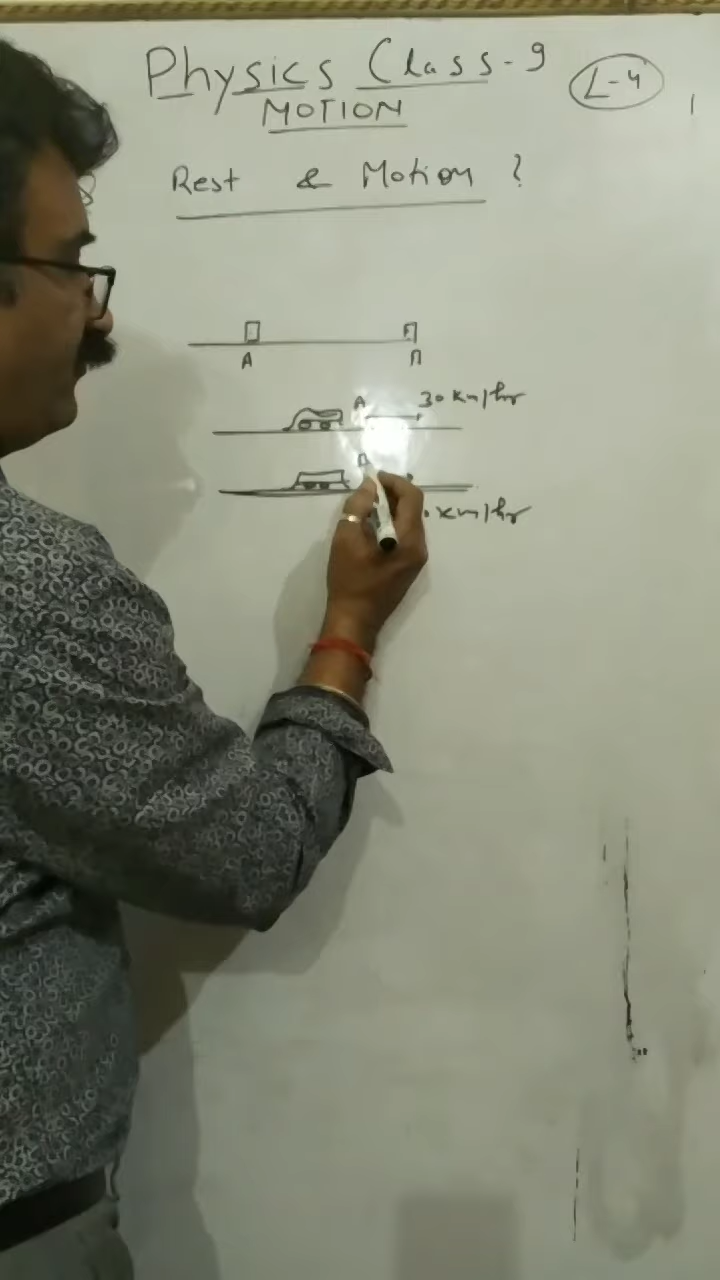 Physics Class-9
L-4
MOTION
Rest & Motion ?
A
A 30 km/hr
km/hr